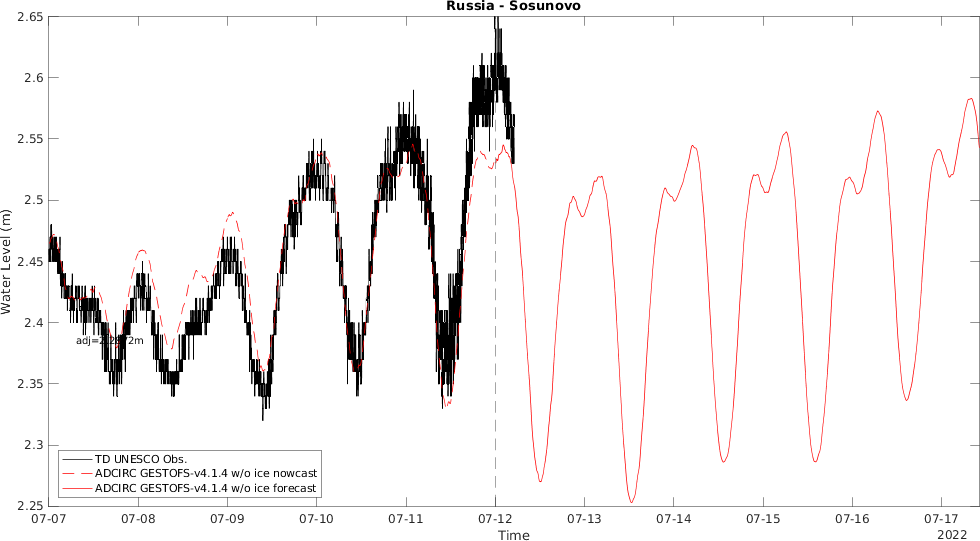 Russia - Sosunovo
2.65
2.6
2.55
2.5
2.45
2.4
2.35
2.3
2.25
Water Level (m)
TD UNESCO Obs.
ADCIRC GESTOFS-v4.1.4 w/o ice nowcast
ADCIRC GESTOFS-v4.1.4 w/o ice forecast
07-07 07-08 07-09 07-10 07-11 07-12 07-13 07-14 07-15 07-16 07-17
Time
2022